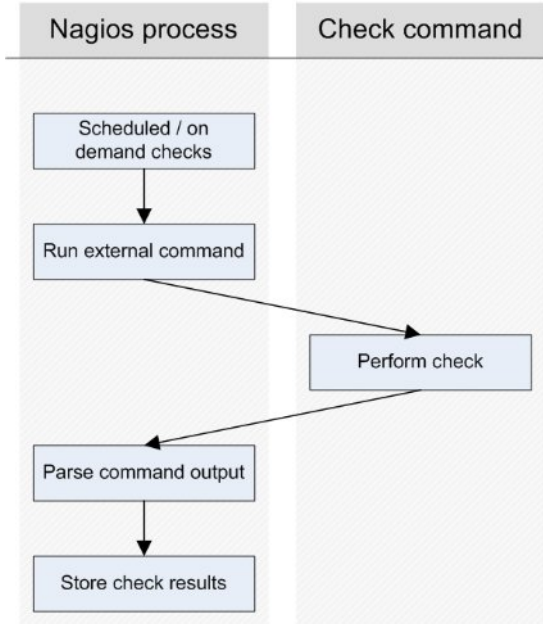 Nagios process
Check command
Scheduled / on
demand checks
Run external command
Perform check
Parse command output
Store check results